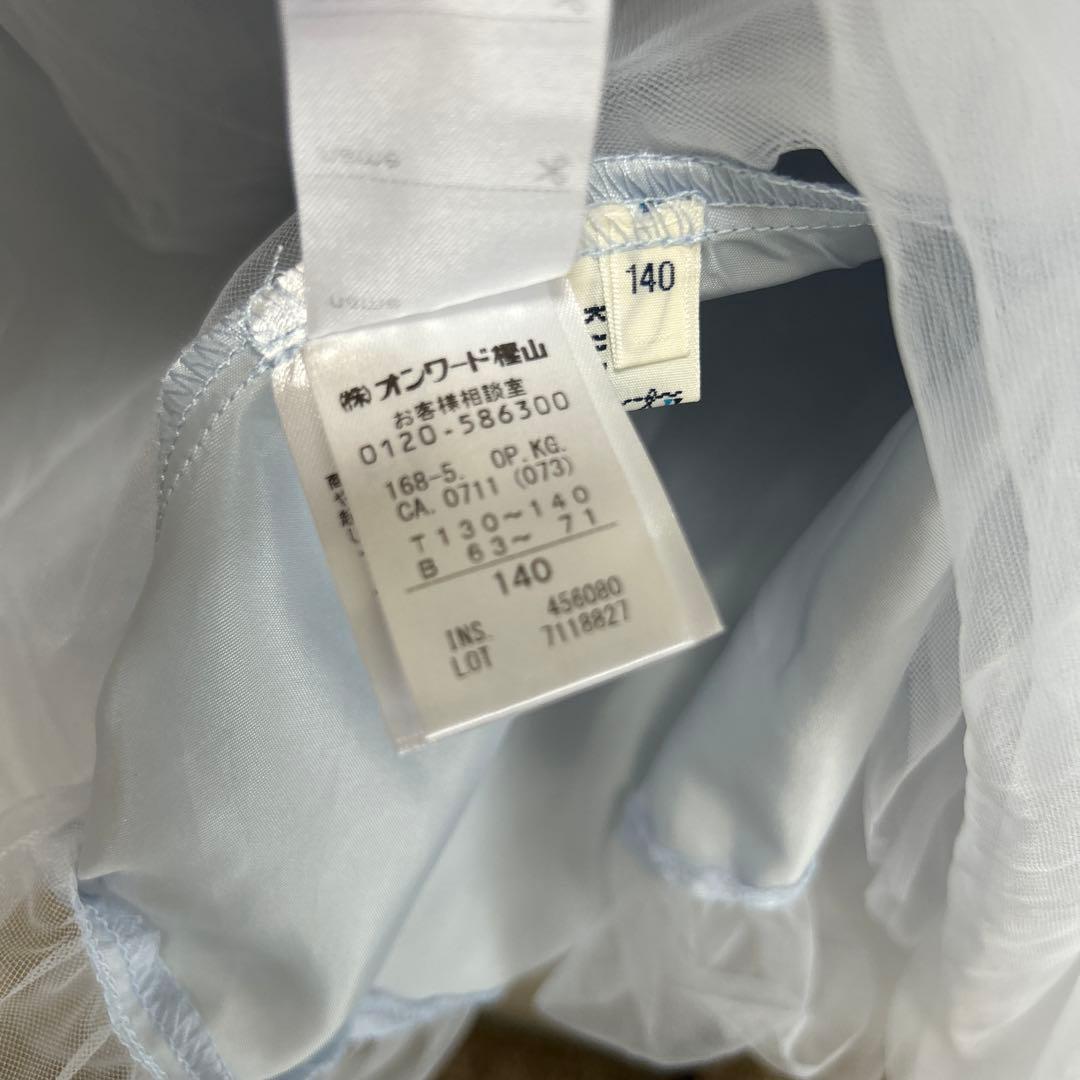 140
㈱オンワード樫山
お客様相談室
0120-586300
168-5. OP.KG.
CA. 0711 (073)
T 130〜140
B 63〜 71
140
INS. 456080
LOT 7118827